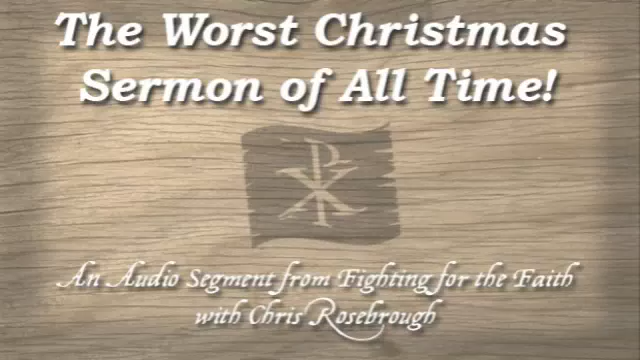 The Worst Christmas
Sermon of All Time!
An Audio Segment from Fighting for the Faith
with Chris Rosebrough